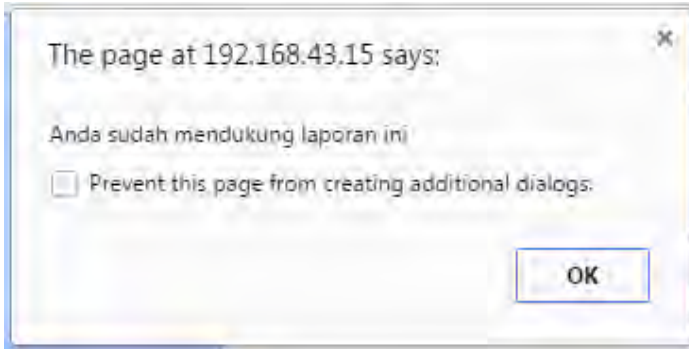 The page at 192.168.43.15 says:
Anda sudah mendukung laporan ini
Prevent this page from creating additional dialogs.
OK